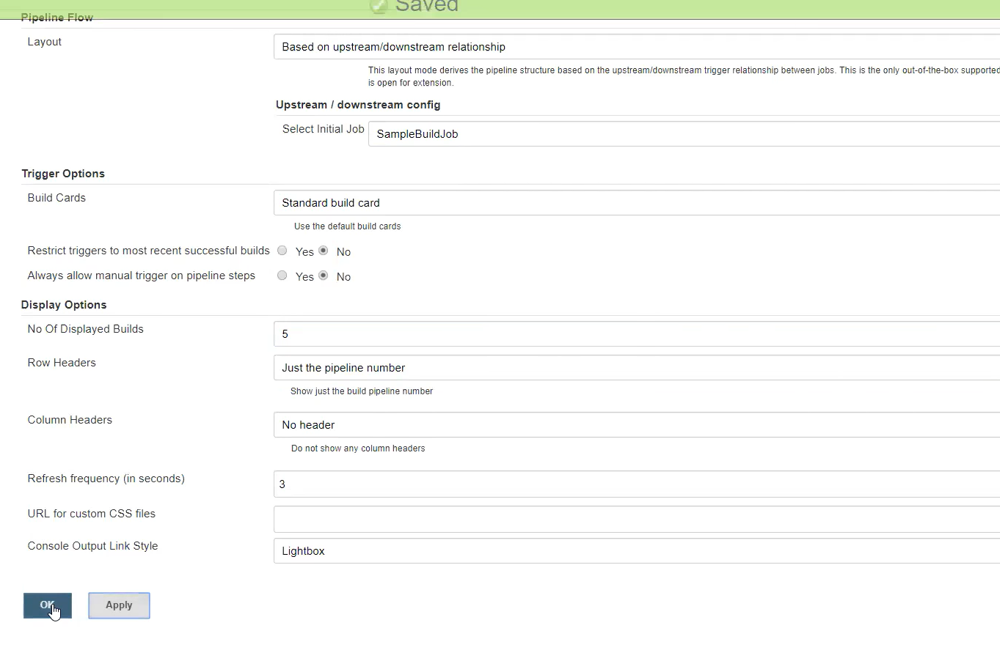 Saved
Pipeline Flow
Layout
Based on upstream/downstream relationship
This layout mode derives the pipeline structure based on the upstream/downstream trigger relationship between jobs. This is the only out-of-the-box supported
is open for extension.
Upstream / downstream config
Select Initial Job
SampleBuildJob
Trigger Options
Build Cards
Standard build card
Use the default build cards
Restrict triggers to most recent successful builds Yes No
Always allow manual trigger on pipeline steps Yes No
Display Options
No Of Displayed Builds
5
Row Headers
Just the pipeline number
Show just the build pipeline number
Column Headers
No header
Do not show any column headers
Refresh frequency (in seconds)
3
URL for custom CSS files
Console Output Link Style
Lightbox
OK Apply